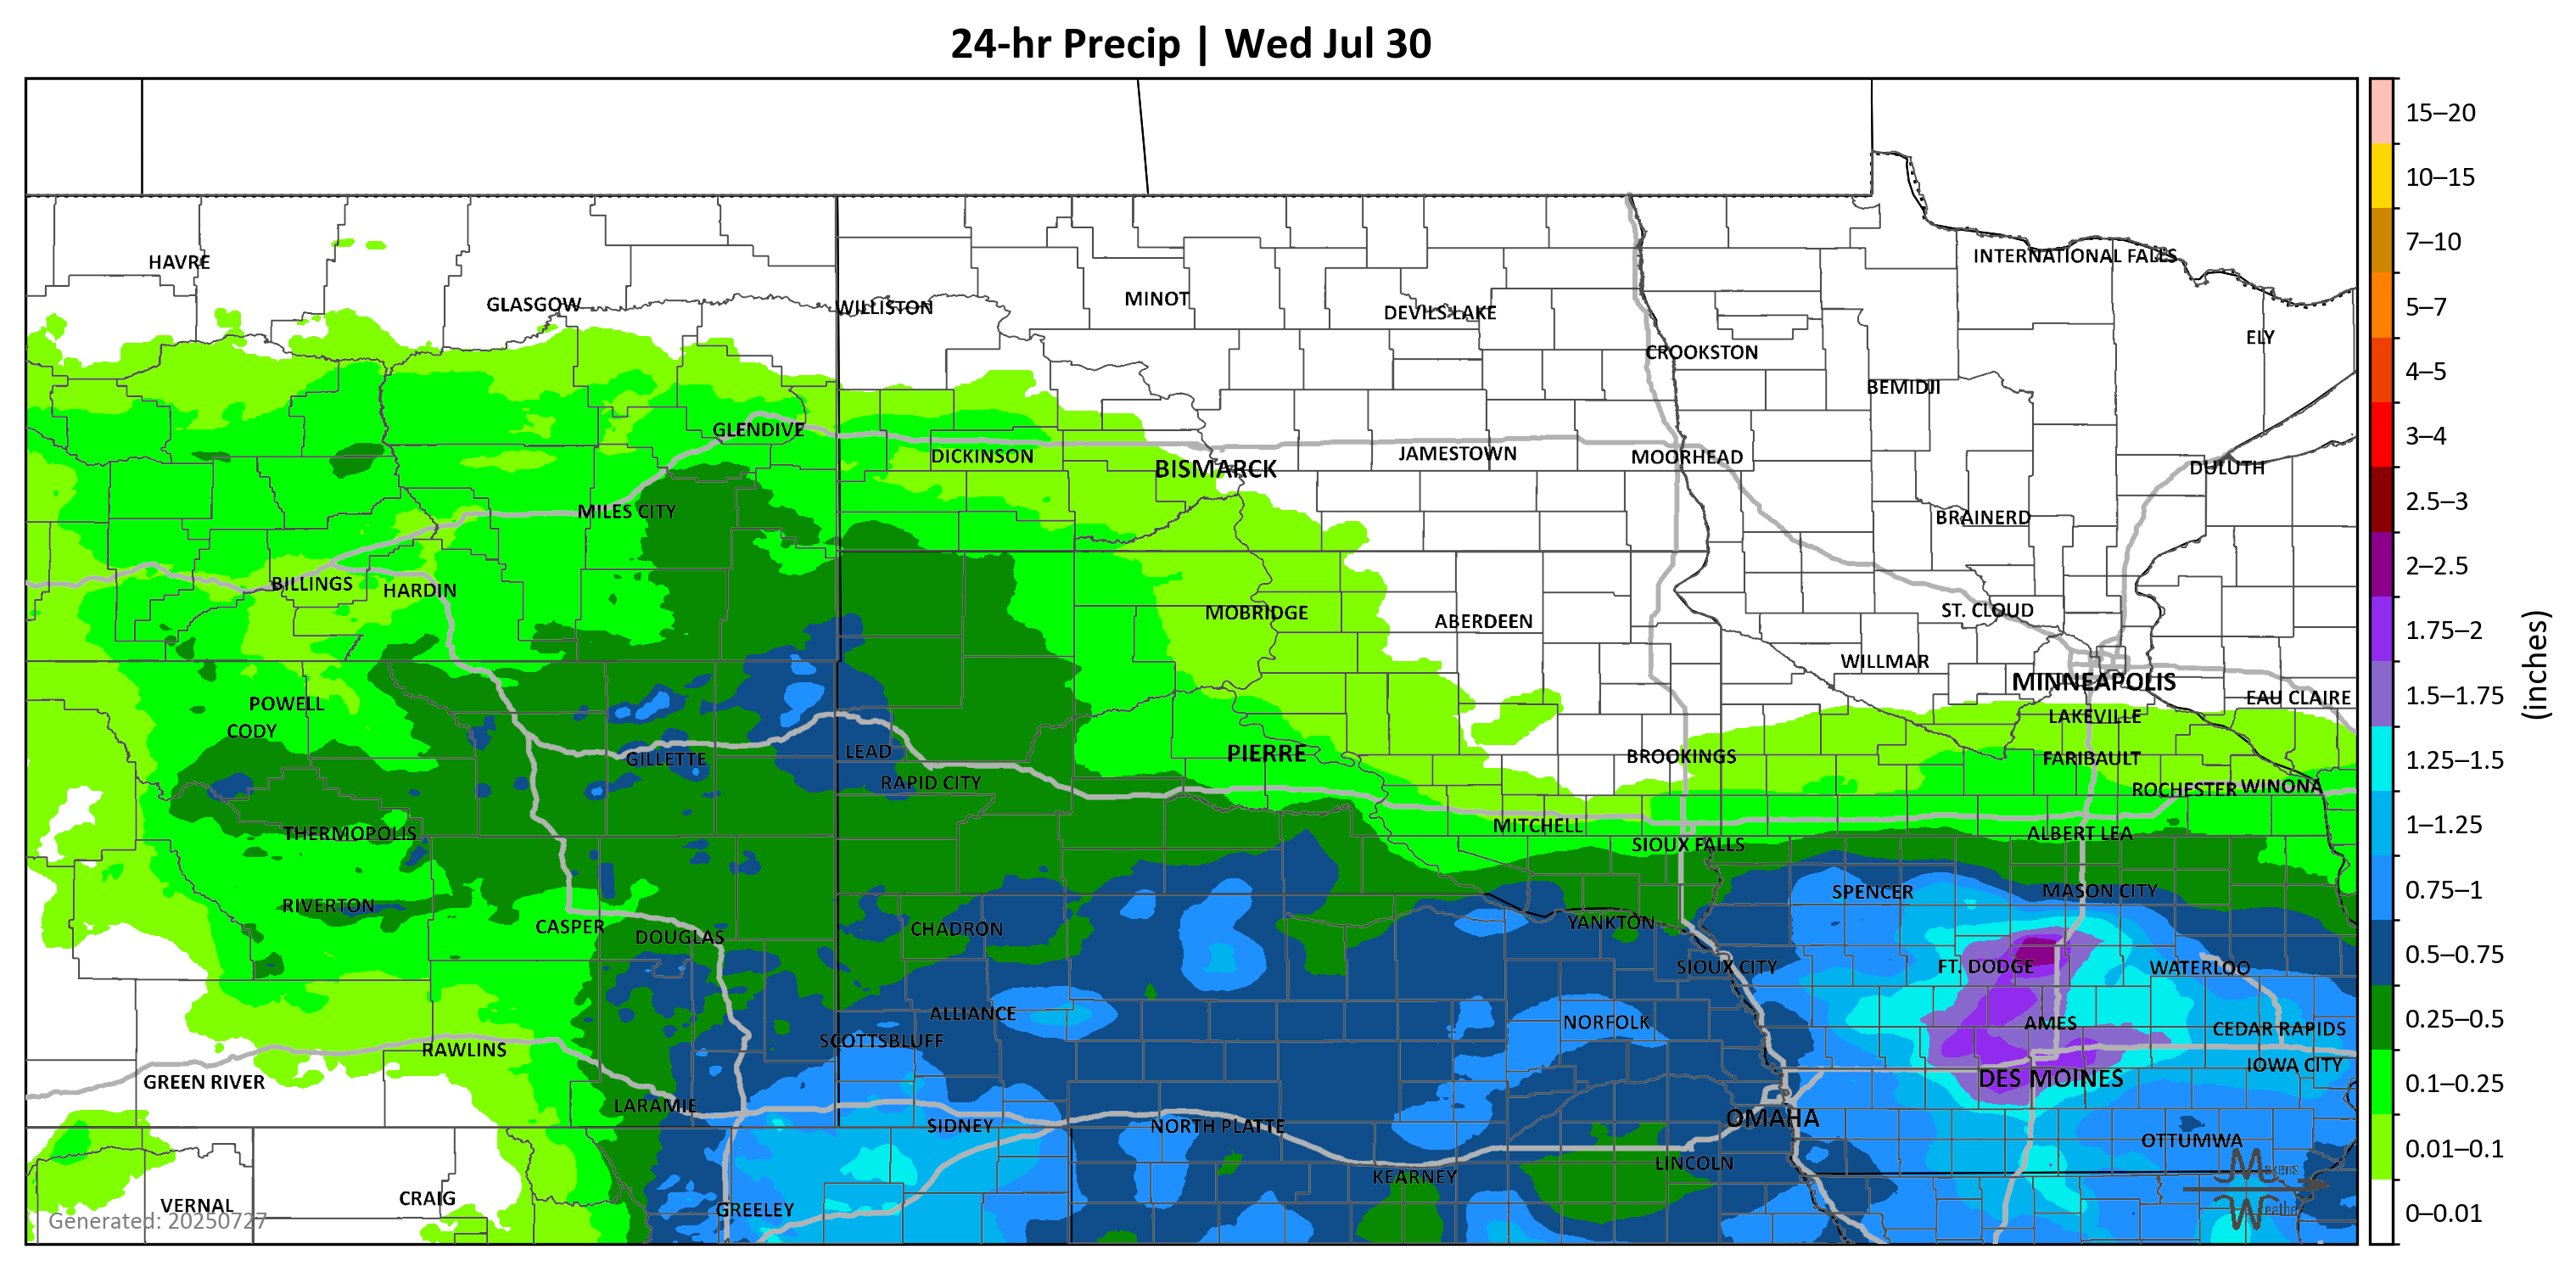 24-hr Precip | Wed Jul 30
15–20
10–15
INTERNATIONAL FALLS
7–10
HAVRE
GLASGOW
WILLISTON
MINOT
DEVILS LAKE
5–7
ELY
CROOKSTON
4–5
BEMIDJI
GLENDIVE
3–4
DICKINSON
BISMARCK
JAMESTOWN
MOORHEAD
DULUTH
2.5–3
MILES CITY
BRAINERD
2–2.5
BILLINGS
HARDIN
MOBRIDGE
ABERDEEN
ST. CLOUD
1.75–2
WILLMAR
MINNEAPOLIS
EAU CLAIRE
1.5–1.75
(inches)
POWELL
CODY
LAKEVILLE
GILLETTE
LEAD
PIERRE
BROOKINGS
FARIBAULT
1.25–1.5
RAPID CITY
ROCHESTER
WINONA
THERMOPOLIS
MITCHELL
ALBERT LEA
1–1.25
SIOUX FALLS
SPENCER
MASON CITY
0.75–1
RIVERTON
CASPER
DOUGLAS
CHADRON
YANKTON
0.5–0.75
SIOUX CITY
FT. DODGE
WATERLOO
ALLIANCE
NORFOLK
AMES
CEDAR RAPIDS
0.25–0.5
SCOTTSBLUFF
RAWLINS
IOWA CITY
GREEN RIVER
DES MOINES
0.1–0.25
LARAMIE
SIDNEY
NORTH PLATTE
OMAHA
OTTUMWA
0.01–0.1
LINCOLN
KEARNEY
Makens
VERNAL
CRAIG
GREELEY
Weather
Generated: 20250727
0–0.01